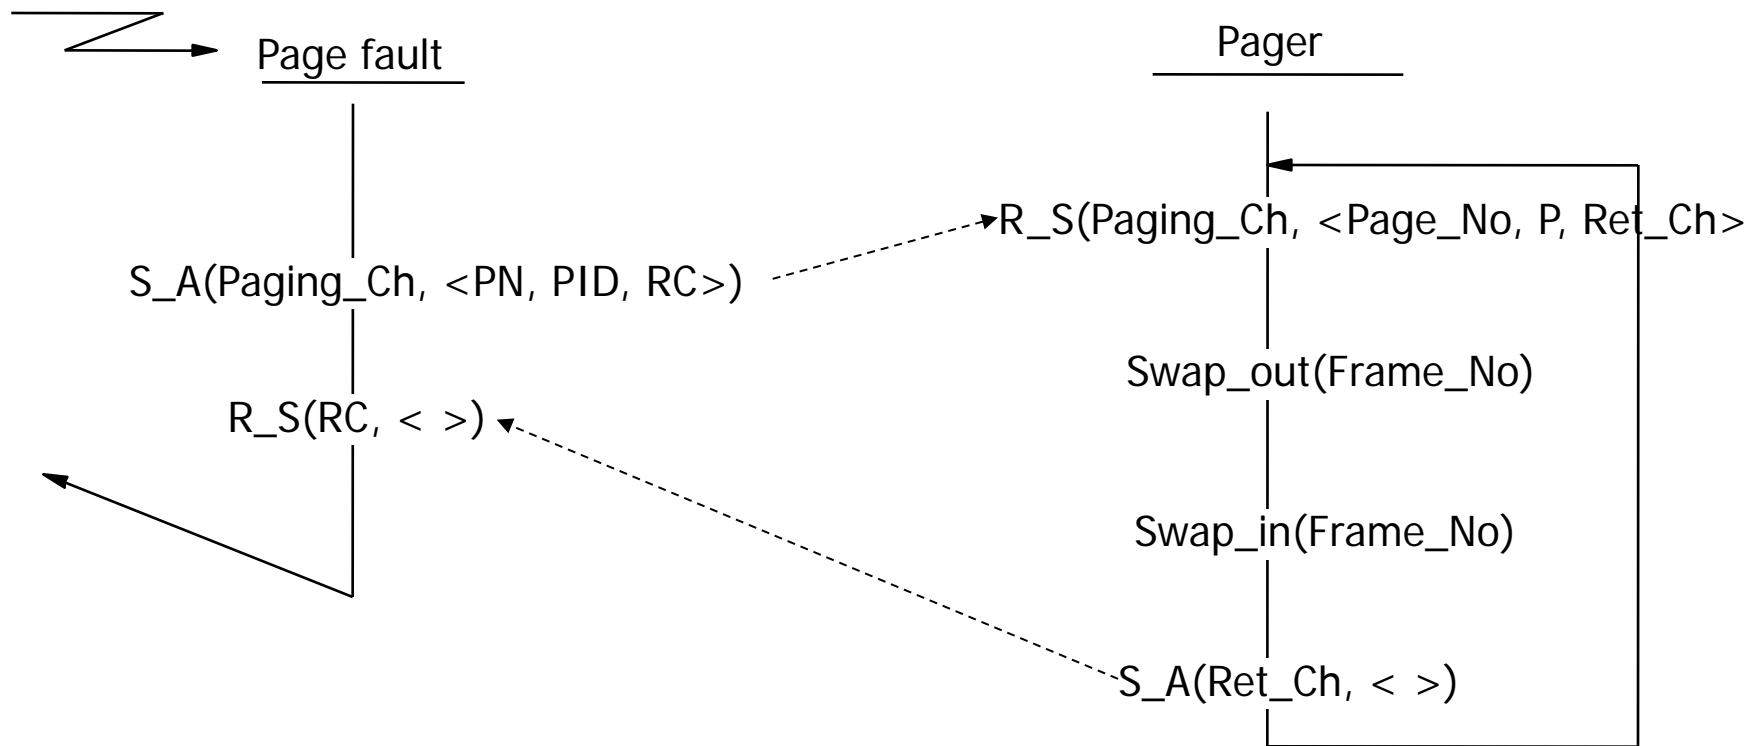 Page fault
Pager
R_S(Paging_Ch, <Page_No, P, Ret_Ch>
S_A(Paging_Ch, <PN, PID, RC>)
Swap_out(Frame_No)
R_S(RC, < >)
Swap_in(Frame_No)
S_A(Ret_Ch, < >)